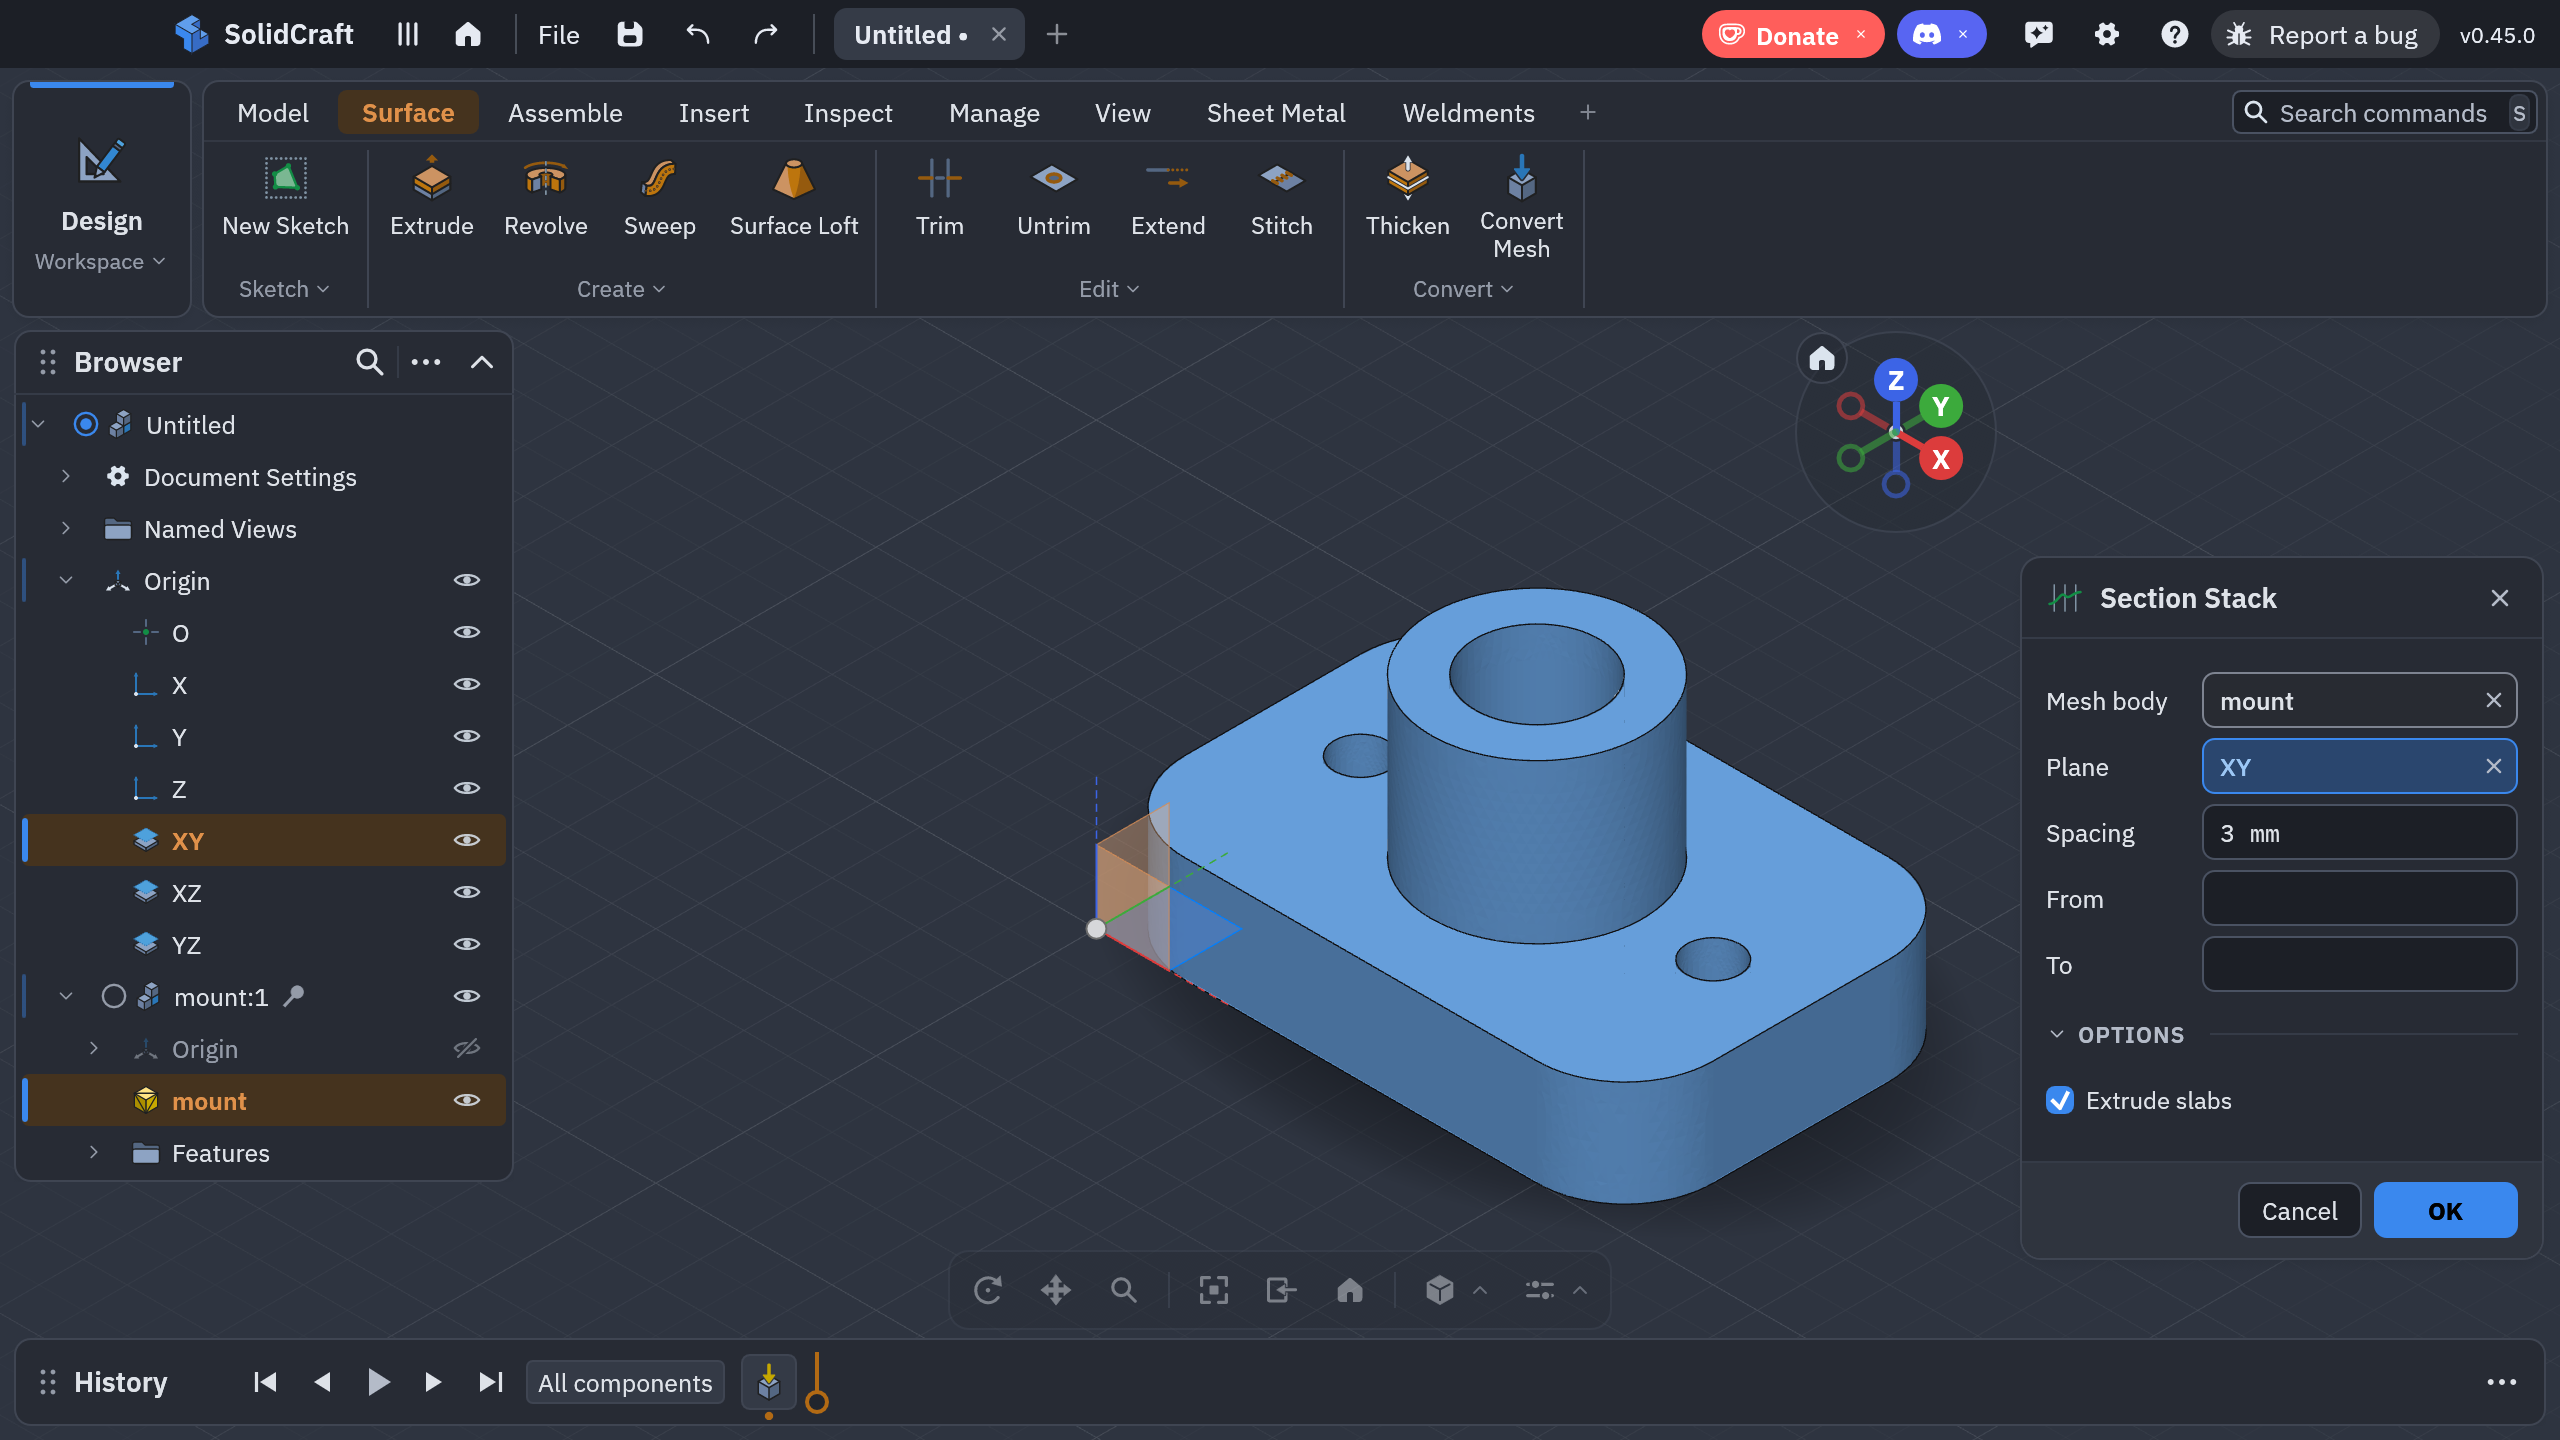 SolidCraft
File
Untitled •
Donate
Report a bug
v0.45.0
Design
Workspace
Model
Surface
Assemble
Insert
Inspect
Manage
View
Sheet Metal
Weldments
Search commands
S
New Sketch
Extrude
Revolve
Sweep
Surface Loft
Trim
Untrim
Extend
Stitch
Thicken
Convert
Mesh
Sketch
Create
Edit
Convert
Browser
Untitled
Document Settings
Named Views
Origin
O
X
Y
Z
XY
XZ
YZ
mount:1
Origin
mount
Features
Z
Y
X
Section Stack
Mesh body
mount
Plane
XY
Spacing
3 mm
From
To
OPTIONS
Extrude slabs
Cancel
OK
History
All components